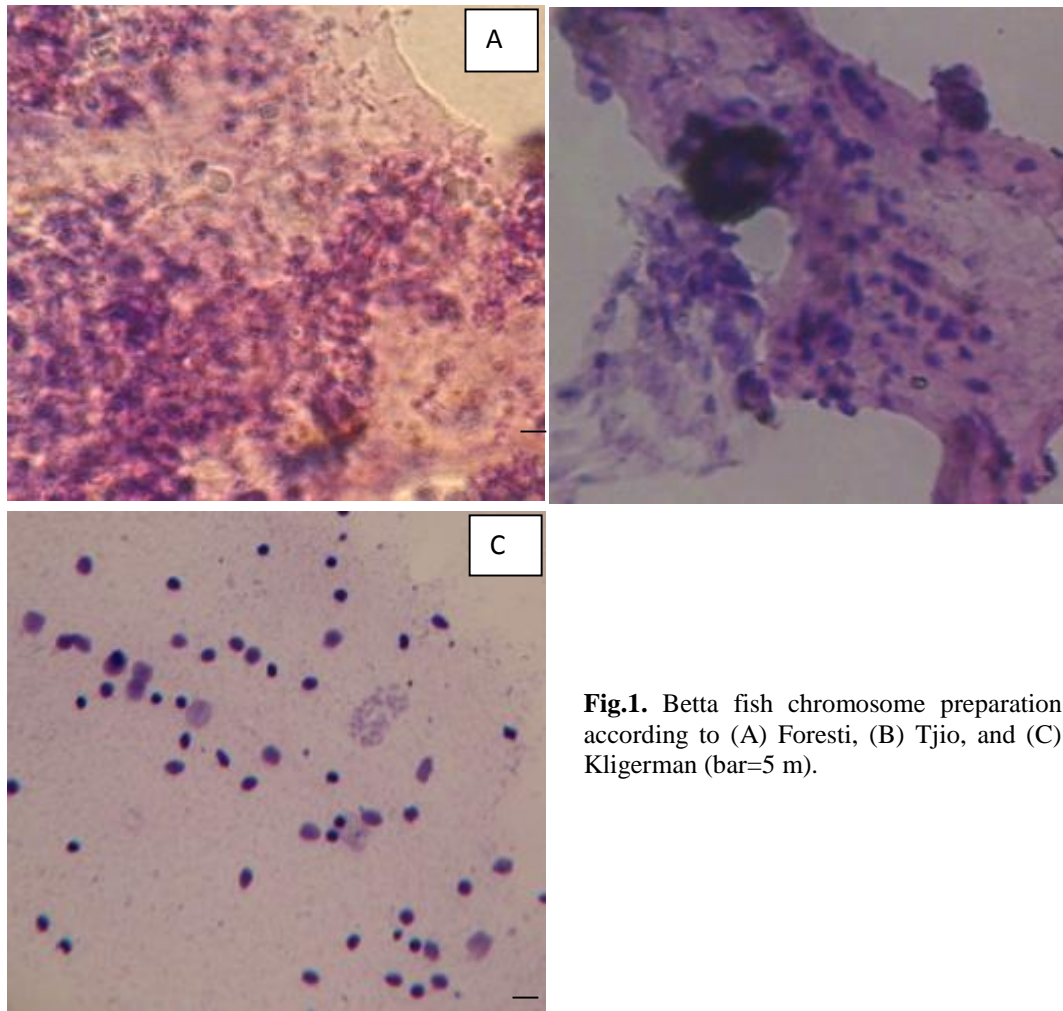 A
C
Fig.1. Betta fish chromosome preparation
according to (A) Foresti, (B) Tjio, and (C)
Kligerman (bar=5 m).